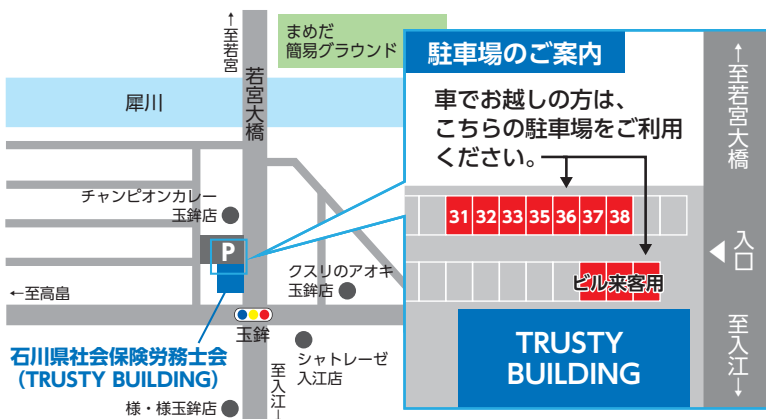 ↑至若宮
まめだ
簡易グラウンド
若宮大橋
犀川
チャンピオンカレー
玉鉾店
P
クスリのアオキ
玉鉾店
←至高畠
玉鉾
石川県社会保険労務士会
(TRUSTY BUILDING)
シャトレーゼ
入江店
至入江↓
様・様玉鉾店
駐車場のご案内
車でお越しの方は、
こちらの駐車場をご利用
ください。
31 32 33 35 36 37 38
ビル来客用
TRUSTY
BUILDING
↑至若宮大橋
入口
至入江↓